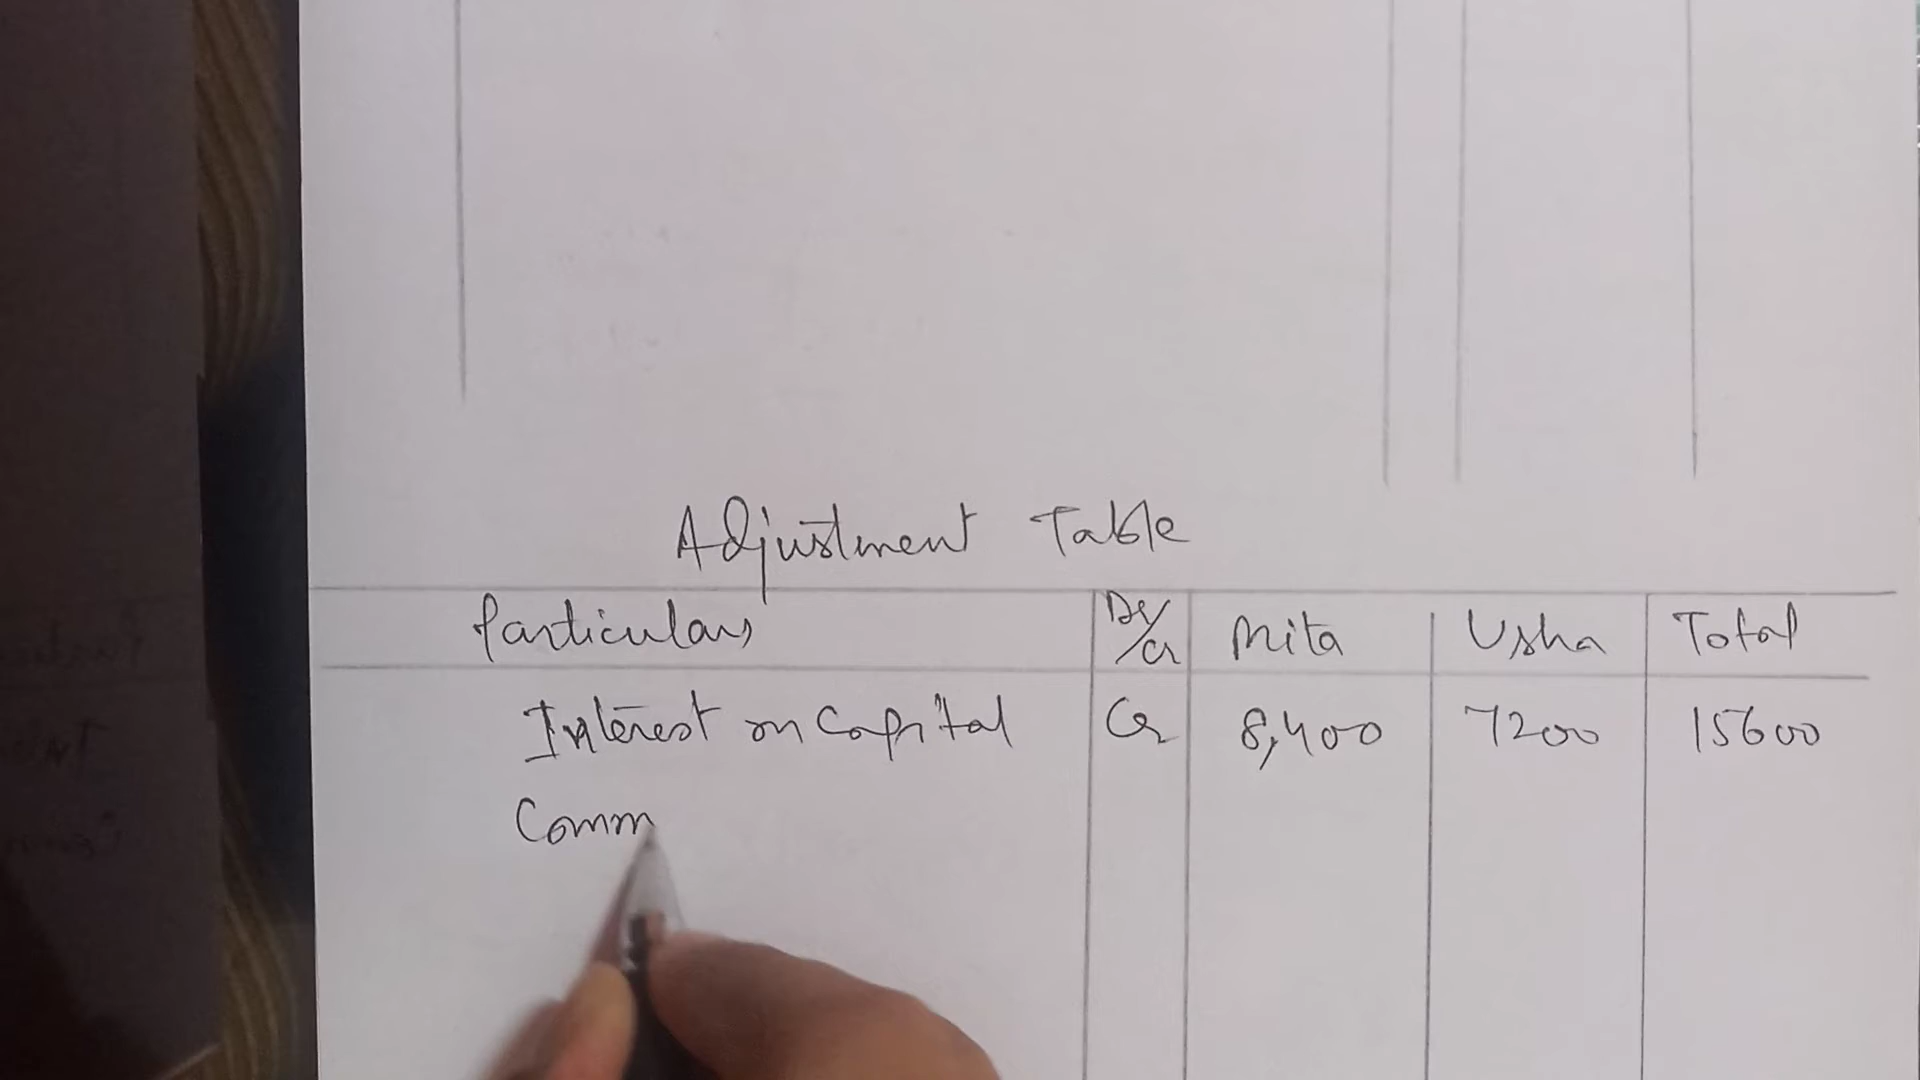 Adjustment Table
Particulars Dr/Cr Mita Usha Total
Interest on Capital Cr 8,400 7200 15600
Comm